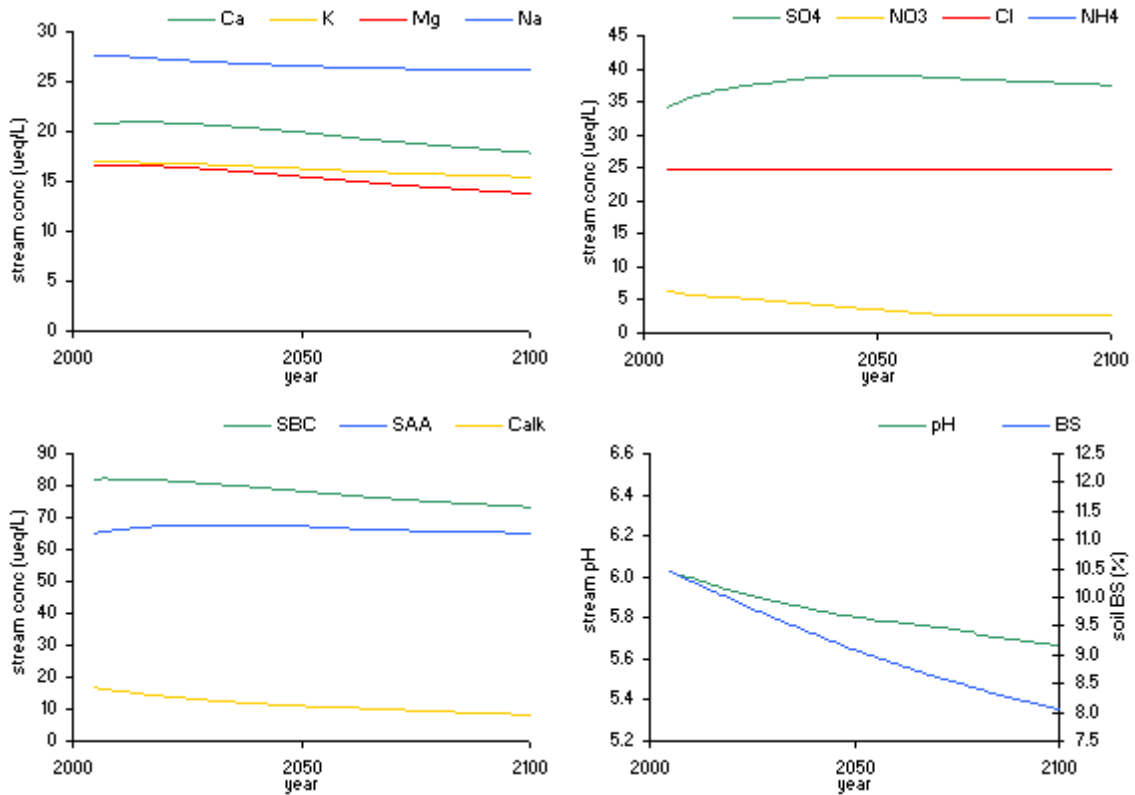 Ca K Mg Na
30
25
20
15
10
5
0
stream conc (ueq/L)
2000 2050 2100
year
SO4 NO3 Cl NH4
45
40
35
30
25
20
15
10
5
0
stream conc (ueq/L)
2000 2050 2100
year
SBC SAA Calk
90
80
70
60
50
40
30
20
10
0
stream conc (ueq/L)
2000 2050 2100
year
pH BS
6.6
6.4
6.2
6.0
5.8
5.6
5.4
5.2
stream pH
12.5
12.0
11.5
11.0
10.5
10.0
9.5
9.0
8.5
8.0
7.5
soil BS (%)
2000 2050 2100
year